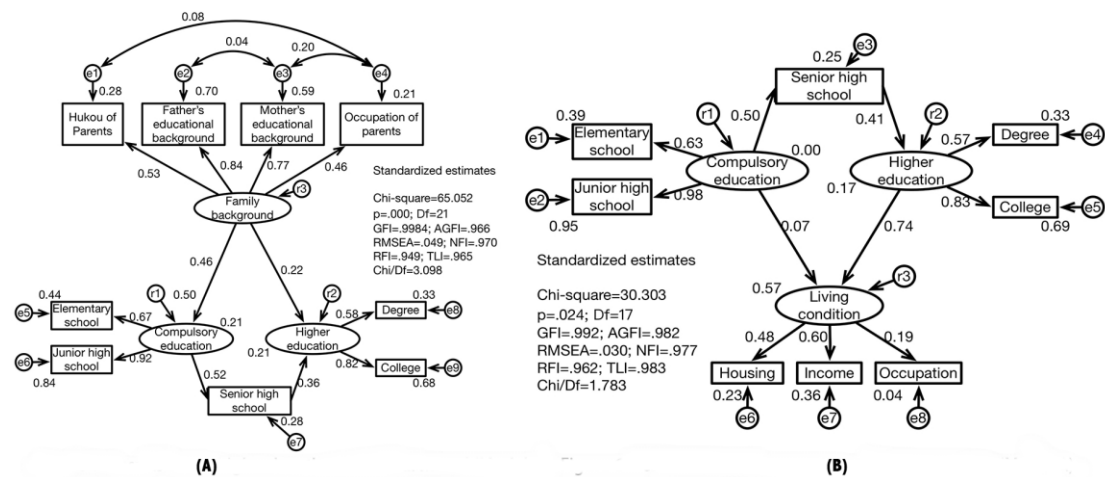 0.08
0.04
0.20
e1
e2
e3
e4
0.28
0.70
0.59
0.21
Hukou of
Parents
Father's
educational
background
Mother's
educational
background
Occupation of
parents
0.53
0.84
0.77
0.46
r3
Family
background
Standardized estimates
Chi-square=65.052
p=.000; Df=21
GFI=.9984; AGFI=.966
RMSEA=.049; NFI=.970
RFI=.949; TLI=.965
Chi/Df=3.098
0.46
0.22
0.44
r1
0.50
r2
0.33
e5
Elementary
school
0.67
0.21
0.58
Degree
e8
Compulsory
education
Higher
education
e6
Junior high
school
0.92
0.21
0.82
College
e9
0.84
0.52
0.36
0.68
Senior high
school
0.28
e7
(A)
e3
0.25
Senior high
school
0.39
r1
0.50
0.41
r2
0.33
e1
Elementary
school
0.63
0.00
0.57
Degree
e4
Compulsory
education
Higher
education
e2
Junior high
school
0.98
0.17
0.83
College
e5
0.95
0.07
0.74
0.69
Standardized estimates
Chi-square=30.303
p=.024; Df=17
GFI=.992; AGFI=.982
RMSEA=.030; NFI=.977
RFI=.962; TLI=.983
Chi/Df=1.783
0.57
r3
Living
condition
0.48
0.60
0.19
Housing
Income
Occupation
0.23
0.36
0.04
e6
e7
e8
(B)